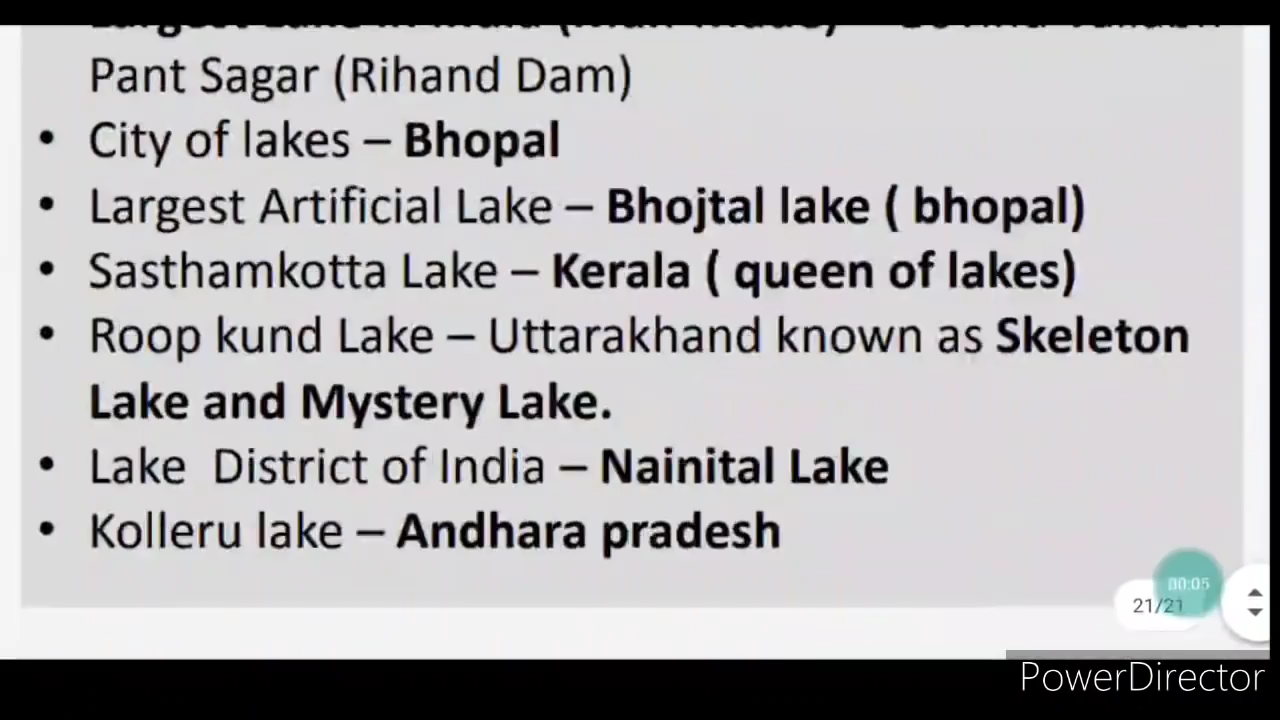 Pant Sagar (Rihand Dam)
• City of lakes – Bhopal
• Largest Artificial Lake – Bhojtal lake ( bhopal)
• Sasthamkotta Lake – Kerala ( queen of lakes)
• Roop kund Lake – Uttarakhand known as Skeleton
Lake and Mystery Lake.
• Lake District of India – Nainital Lake
• Kolleru lake – Andhara pradesh
00:05
21/21
PowerDirector